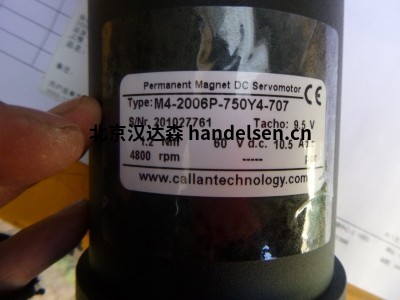 Permanent Magnet DC Servomotor
CE
Type: M4-2006P-750Y4-707
S/Nr. 201027761 Tacho: 9.5 V
北京汉达森 handelsen.cn
1.2 Nm 60 V d.c. 10.5 A
4800 rpm -----
www.callantechnology.com